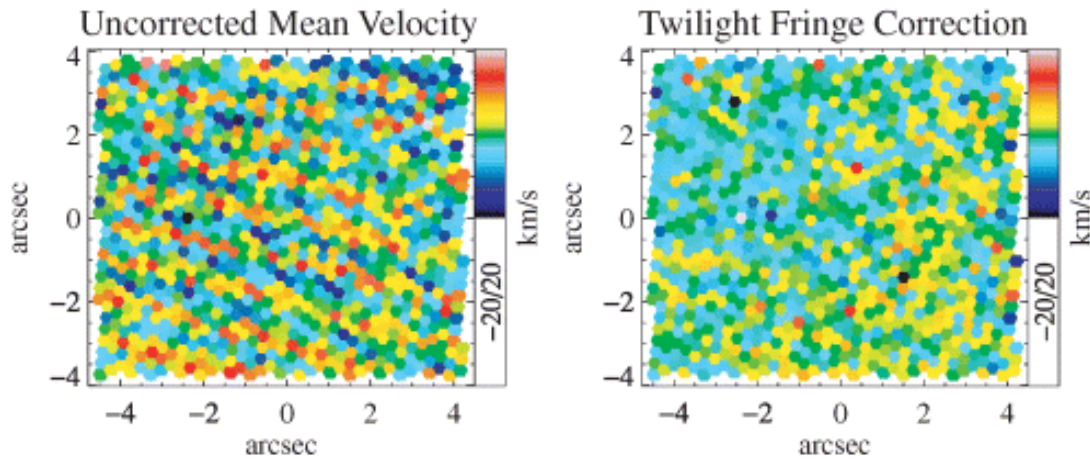 Uncorrected Mean Velocity
4
2
0
−2
−4
arcsec
−4 −2 0 2 4
arcsec
km/s
−20/20
Twilight Fringe Correction
4
2
0
−2
−4
arcsec
−4 −2 0 2 4
arcsec
km/s
−20/20